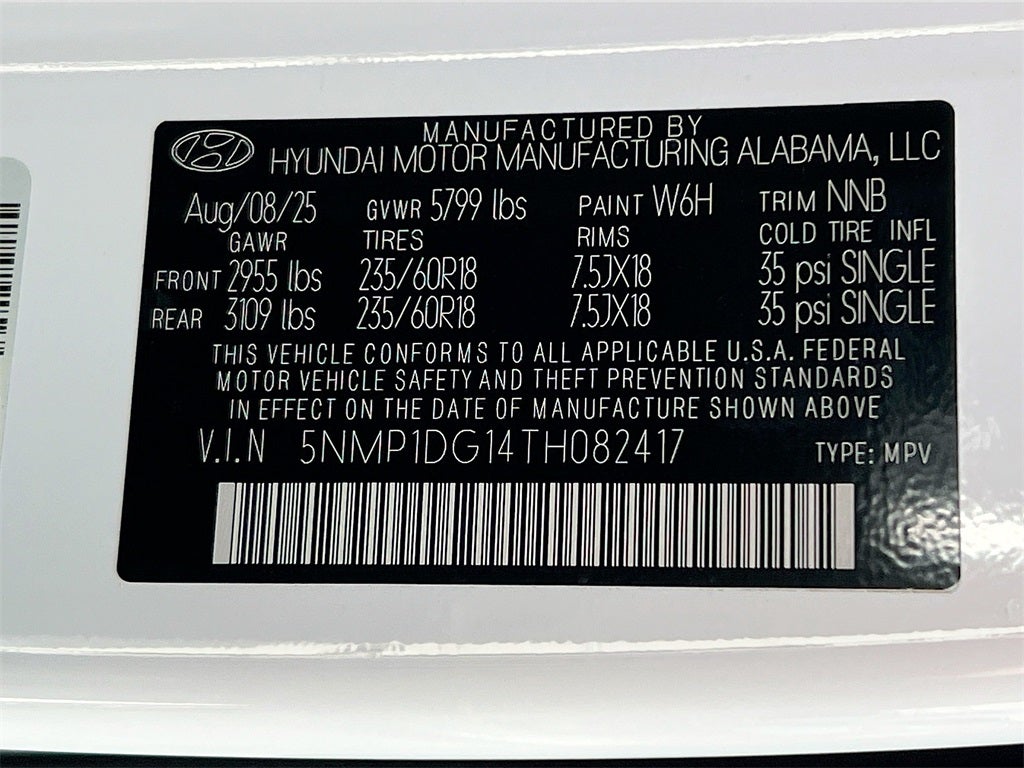 MANUFACTURED BY
HYUNDAI MOTOR MANUFACTURING ALABAMA, LLC
Aug/08/25 GVWR 5799 lbs PAINT W6H TRIM NNB
GAWR TIRES RIMS COLD TIRE INFL
FRONT 2955 lbs 235/60R18 7.5JX18 35 psi SINGLE
REAR 3109 lbs 235/60R18 7.5JX18 35 psi SINGLE
THIS VEHICLE CONFORMS TO ALL APPLICABLE U.S.A. FEDERAL
MOTOR VEHICLE SAFETY AND THEFT PREVENTION STANDARDS
IN EFFECT ON THE DATE OF MANUFACTURE SHOWN ABOVE
V.I.N 5NMP1DG14TH082417 TYPE: MPV